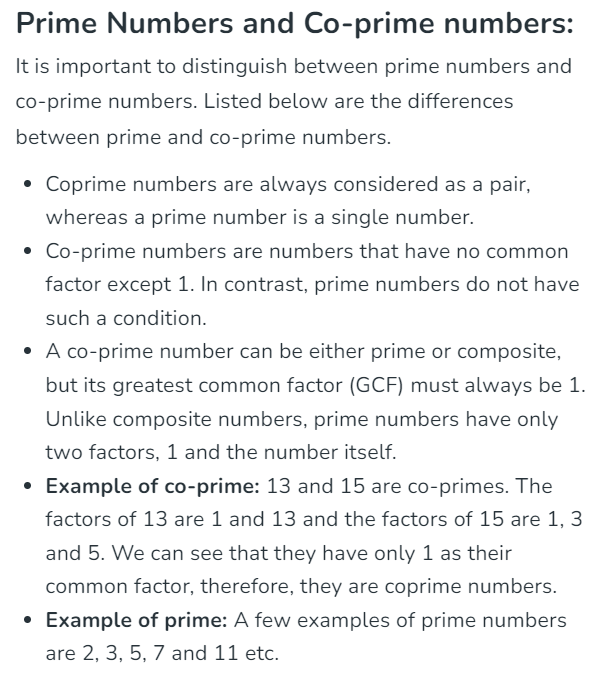 Prime Numbers and Co-prime numbers:
It is important to distinguish between prime numbers and
co-prime numbers. Listed below are the differences
between prime and co-prime numbers.
• Coprime numbers are always considered as a pair,
whereas a prime number is a single number.
• Co-prime numbers are numbers that have no common
factor except 1. In contrast, prime numbers do not have
such a condition.
• A co-prime number can be either prime or composite,
but its greatest common factor (GCF) must always be 1.
Unlike composite numbers, prime numbers have only
two factors, 1 and the number itself.
• Example of co-prime: 13 and 15 are co-primes. The
factors of 13 are 1 and 13 and the factors of 15 are 1, 3
and 5. We can see that they have only 1 as their
common factor, therefore, they are coprime numbers.
• Example of prime: A few examples of prime numbers
are 2, 3, 5, 7 and 11 etc.